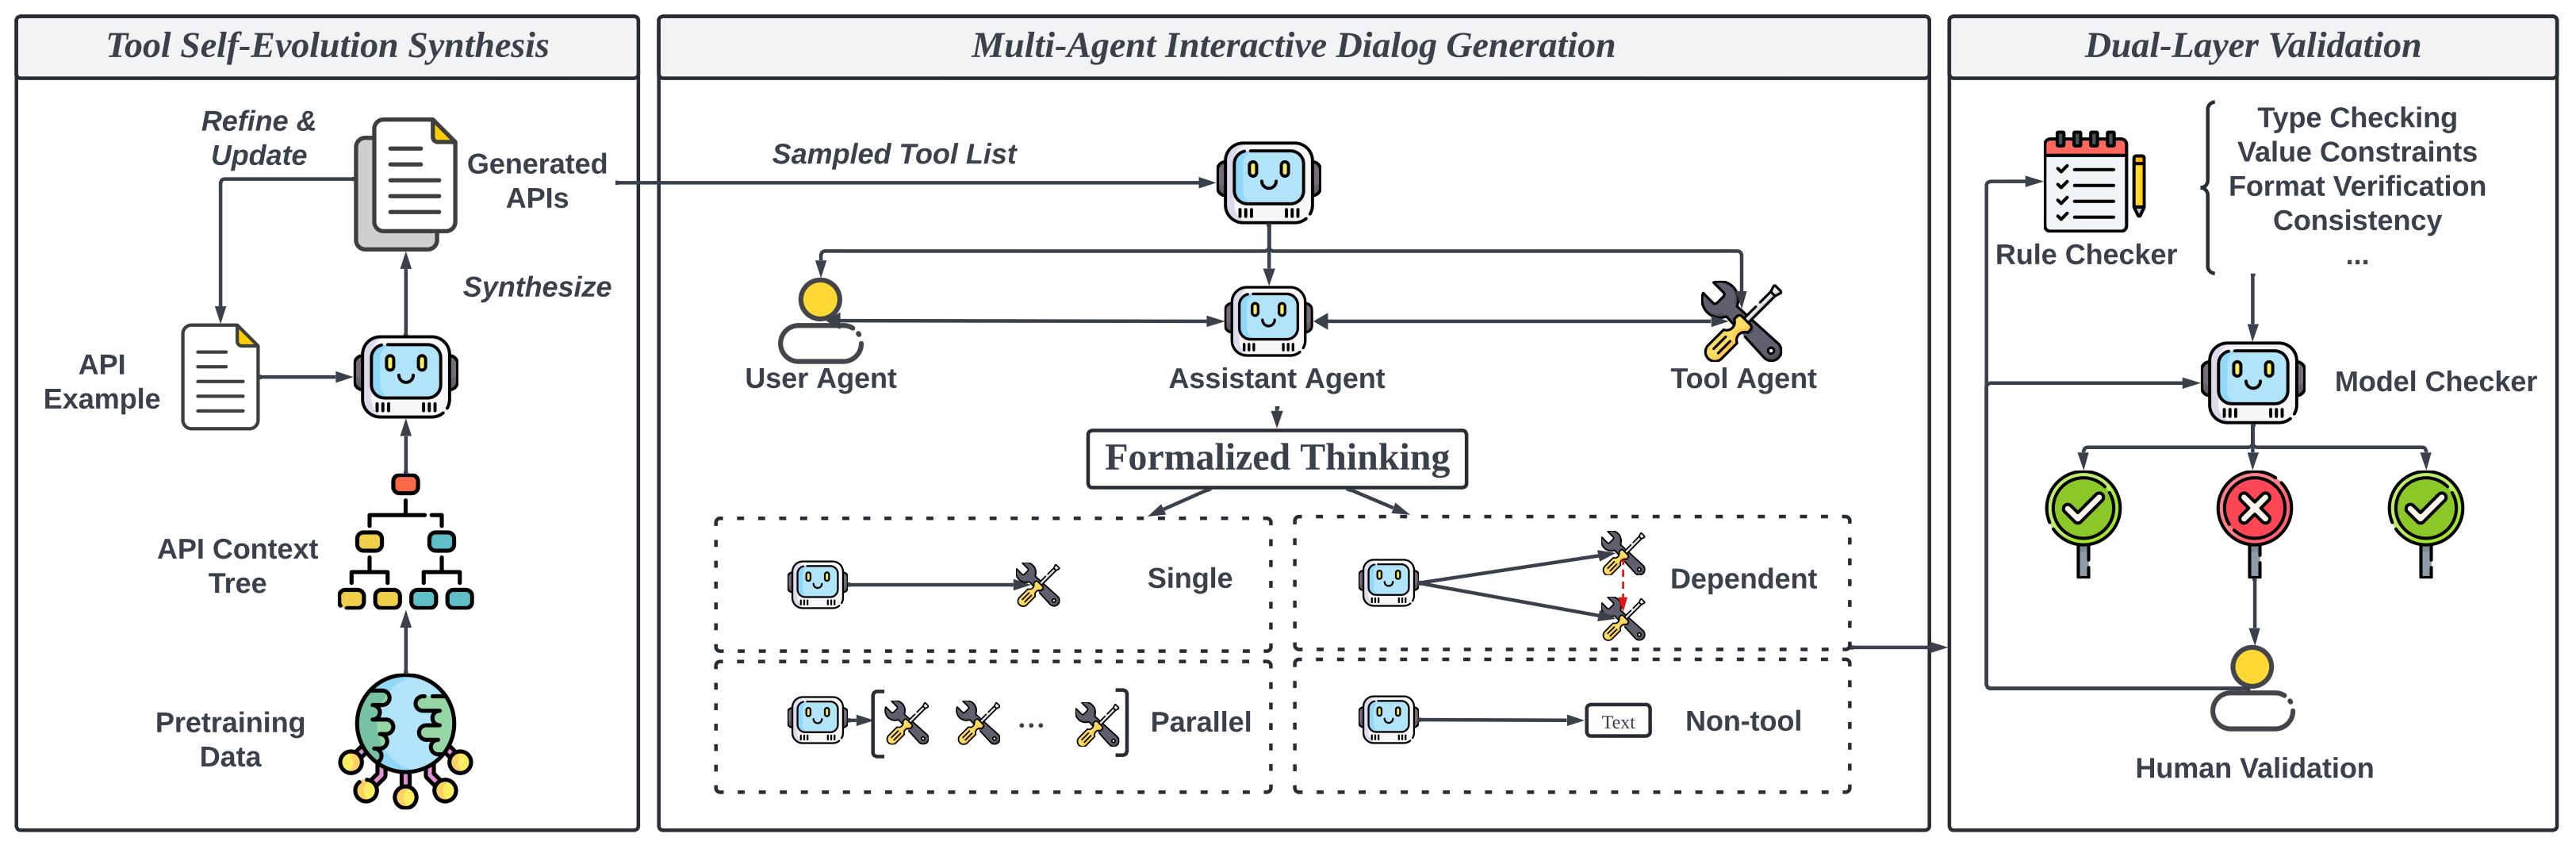 Tool Self-Evolution Synthesis
Refine &
Update
Generated
APIs
Synthesize
API
Example
API Context
Tree
Pretraining
Data
Multi-Agent Interactive Dialog Generation
Sampled Tool List
User Agent
Assistant Agent
Tool Agent
Formalized Thinking
Single
Dependent
Parallel
...
Text
Non-tool
Dual-Layer Validation
Rule Checker
Type Checking
Value Constraints
Format Verification
Consistency
...
Model Checker
Human Validation